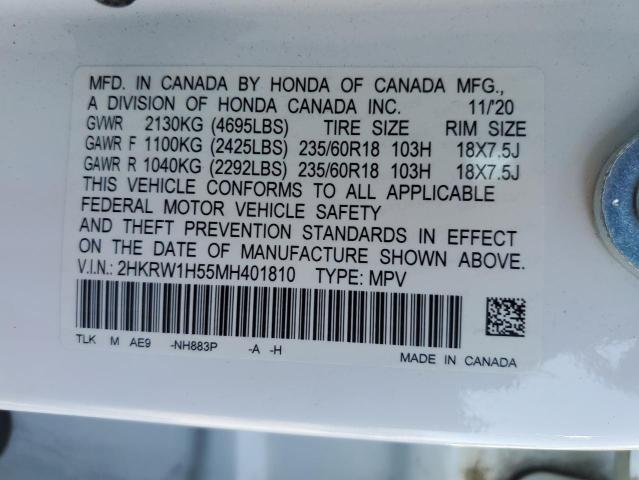 MFD. IN CANADA BY HONDA OF CANADA MFG.,
A DIVISION OF HONDA CANADA INC. 11/'20
GVWR 2130KG (4695LBS) TIRE SIZE RIM SIZE
GAWR F 1100KG (2425LBS) 235/60R18 103H 18X7.5J
GAWR R 1040KG (2292LBS) 235/60R18 103H 18X7.5J
THIS VEHICLE CONFORMS TO ALL APPLICABLE
FEDERAL MOTOR VEHICLE SAFETY
AND THEFT PREVENTION STANDARDS IN EFFECT
ON THE DATE OF MANUFACTURE SHOWN ABOVE.
V.I.N.: 2HKRW1H55MH401810 TYPE: MPV
TLK M AE9 -NH883P -A -H
MADE IN CANADA